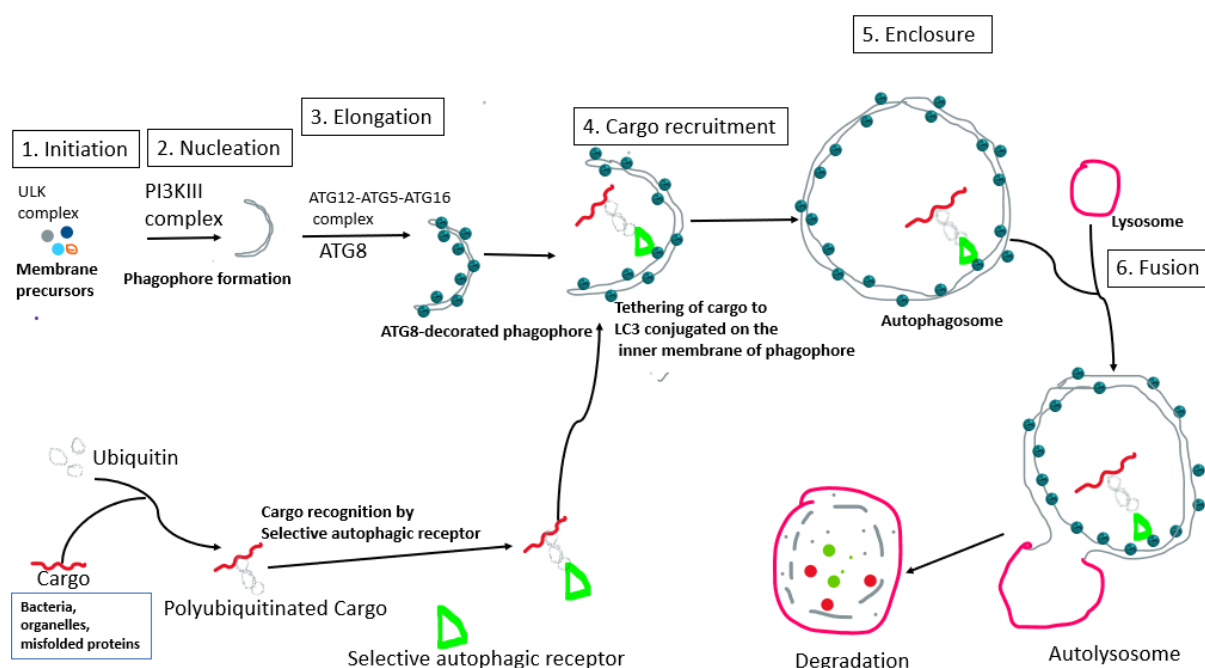 5. Enclosure
3. Elongation
4. Cargo recruitment
1. Initiation
2. Nucleation
ULK
complex
PI3KIII
complex
ATG12-ATG5-ATG16
complex
ATG8
Membrane
precursors
Phagophore formation
ATG8-decorated phagophore
Tethering of cargo to
LC3 conjugated on the
inner membrane of phagophore
Autophagosome
Lysosome
6. Fusion
Ubiquitin
Cargo recognition by
Selective autophagic receptor
Cargo
Polyubiquitinated Cargo
Bacteria,
organelles,
misfolded proteins
Selective autophagic receptor
Degradation
Autolysosome